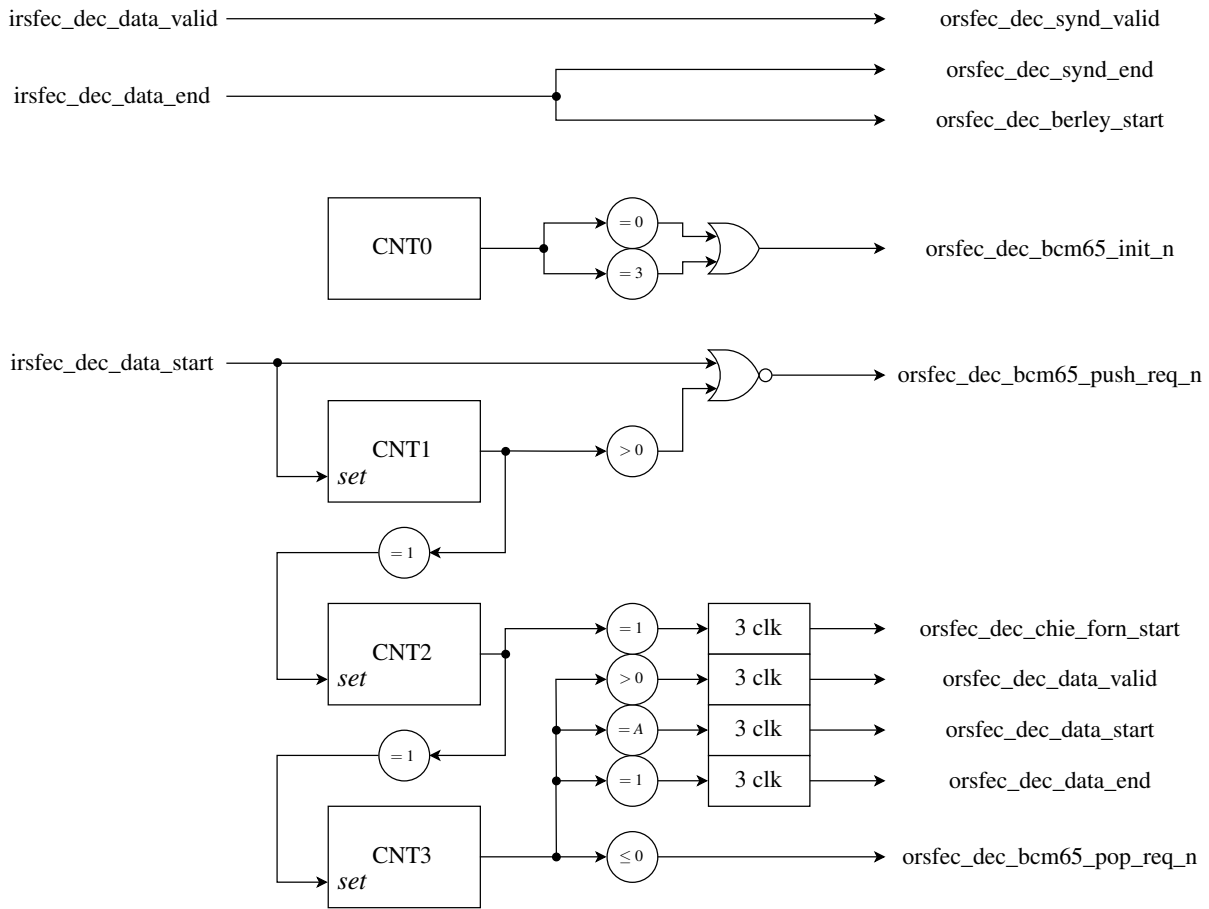 irsfec_dec_data_valid
orsfec_dec_synd_valid
orsfec_dec_synd_end
irsfec_dec_data_end
orsfec_dec_berley_start
= 0
CNT0
orsfec_dec_bcm65_init_n
= 3
irsfec_dec_data_start
orsfec_dec_bcm65_push_req_n
CNT1
> 0
set
= 1
= 1
3 clk
orsfec_dec_chie_forn_start
CNT2
set
> 0
3 clk
orsfec_dec_data_valid
= A
3 clk
orsfec_dec_data_start
= 1
= 1
3 clk
orsfec_dec_data_end
CNT3
≤ 0
orsfec_dec_bcm65_pop_req_n
set